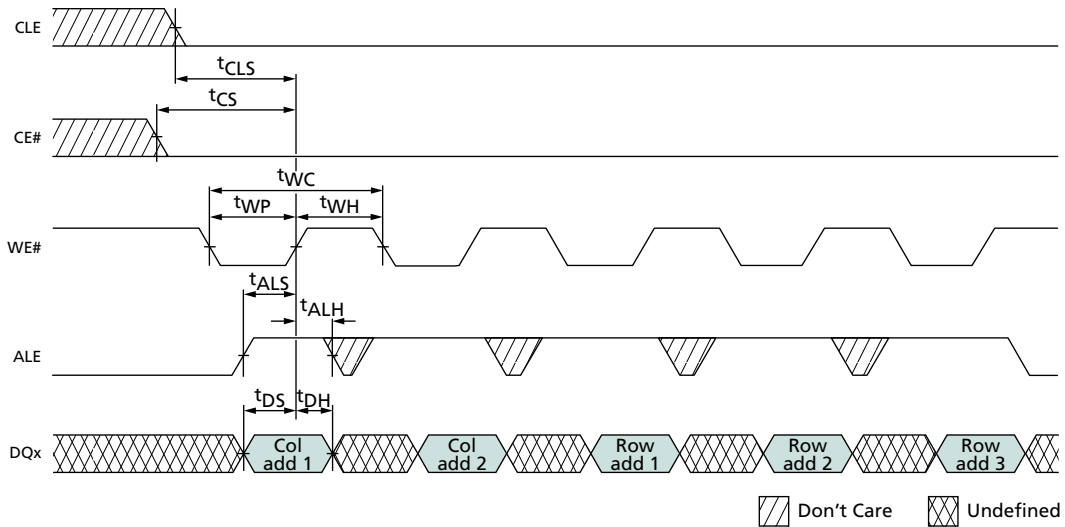 CLE
tCLS
tCS
CE#
tWC
tWP
tWH
WE#
tALS
tALH
ALE
tDS
tDH
DQx
Col
add 1
Col
add 2
Row
add 1
Row
add 2
Row
add 3
Don't Care
Undefined